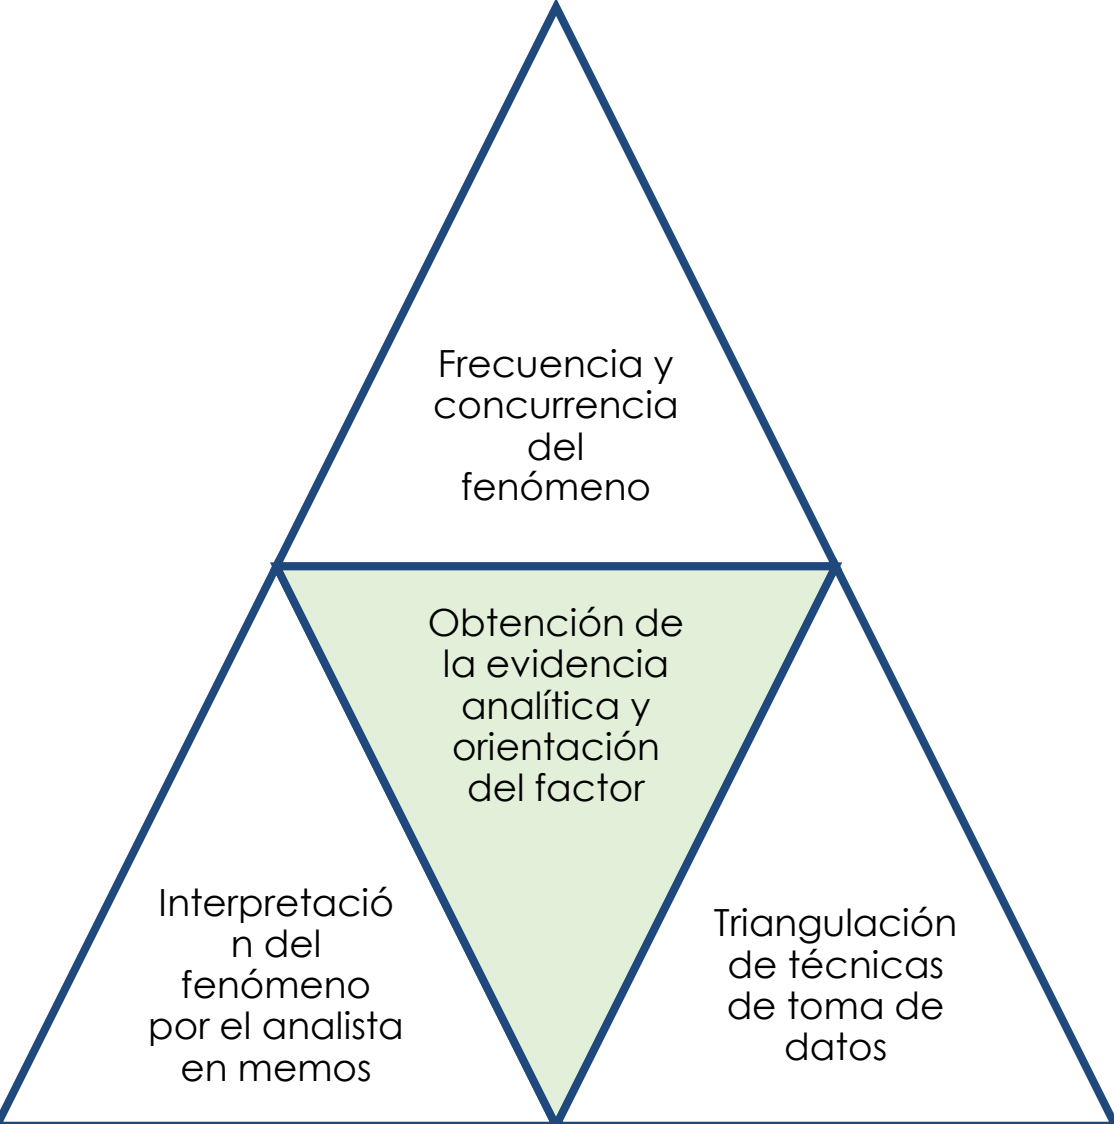 Frecuencia y
concurrencia
del
fenómeno
Obtención de
la evidencia
analítica y
orientación
del factor
Interpretació
n del
fenómeno
por el analista
en memos
Triangulación
de técnicas
de toma de
datos